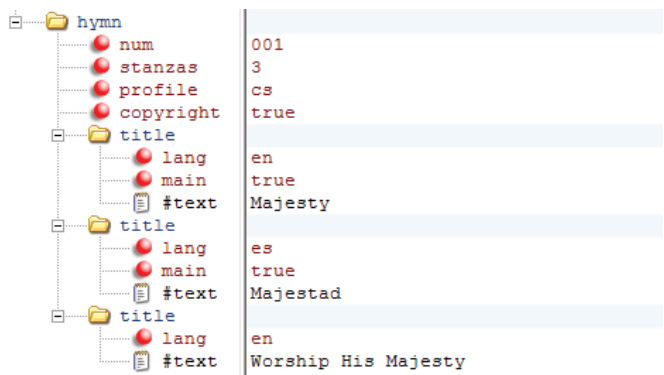 hymn
num 001
stanzas 3
profile cs
copyright true
title
lang en
main true
#text Majesty
title
lang es
main true
#text Majestad
title
lang en
#text Worship His Majesty